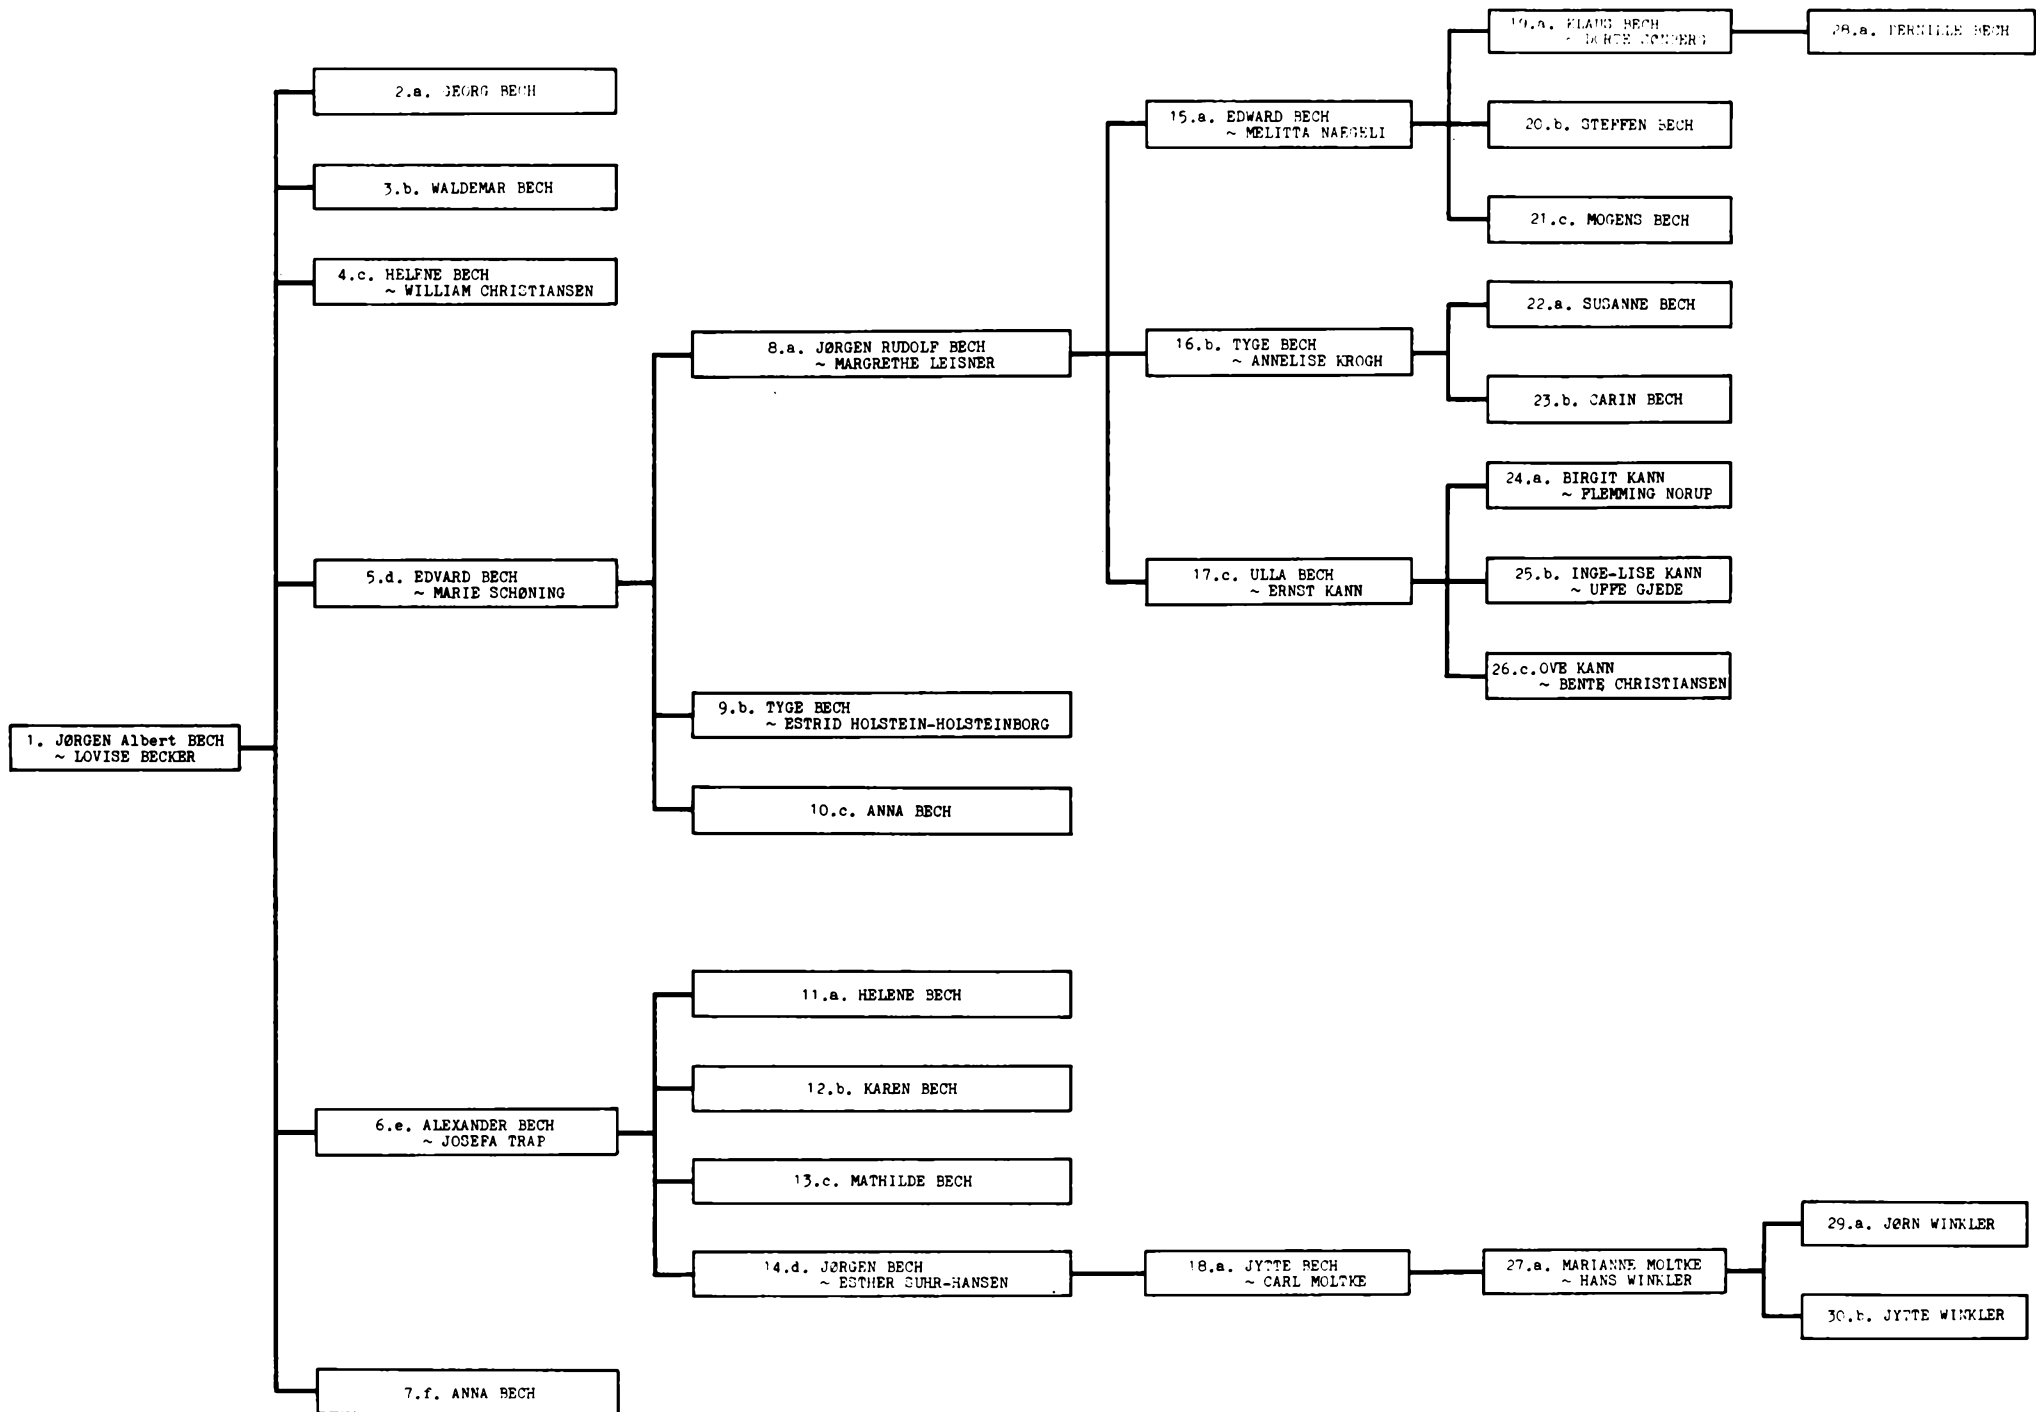 19.a. KLAUS BECH
28.a. PERNILLE BECH
2.a. GEORG BECH
15.a. EDWARD BECH
~ MELITTA NAEGELI
20.b. STEFFEN BECH
3.b. WALDEMAR BECH
21.c. MOGENS BECH
4.c. HELENE BECH
~ WILLIAM CHRISTIANSEN
22.a. SUSANNE BECH
8.a. JØRGEN RUDOLF BECH
~ MARGRETHE LEISNER
16.b. TYGE BECH
~ ANNELISE KROGH
23.b. CARIN BECH
24.a. BIRGIT KANN
~ FLEMMING NORUP
5.d. EDVARD BECH
~ MARIE SCHØNING
17.c. ULLA BECH
~ ERNST KANN
25.b. INGE-LISE KANN
~ UFFE GJEDE
26.c. OVE KANN
~ BENTE CHRISTIANSEN
9.b. TYGE BECH
~ ESTRID HOLSTEIN-HOLSTEINBORG
1. JØRGEN Albert BECH
~ LOVISE BECKER
10.c. ANNA BECH
11.a. HELENE BECH
12.b. KAREN BECH
6.e. ALEXANDER BECH
~ JOSEFA TRAP
13.c. MATHILDE BECH
14.d. JØRGEN BECH
~ ESTHER SUHR-HANSEN
18.a. JYTTE BECH
~ CARL MOLTKE
27.a. MARIANNE MOLTKE
~ HANS WINKLER
29.a. JØRN WINKLER
30.b. JYTTE WINKLER
7.f. ANNA BECH